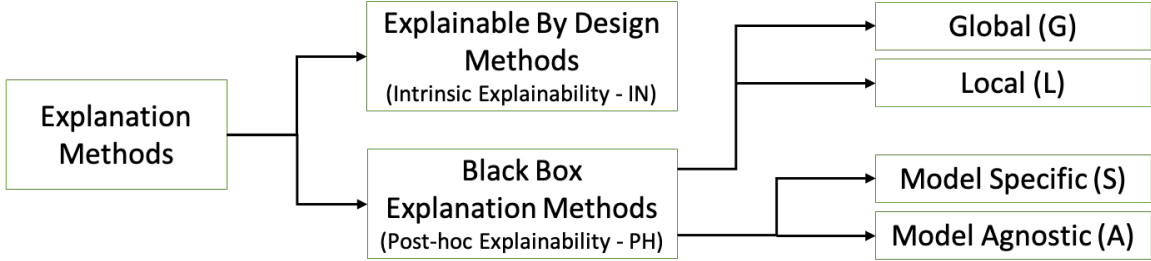 Explanation
Methods
Explainable By Design
Methods
(Intrinsic Explainability - IN)
Black Box
Explanation Methods
(Post-hoc Explainability - PH)
Global (G)
Local (L)
Model Specific (S)
Model Agnostic (A)